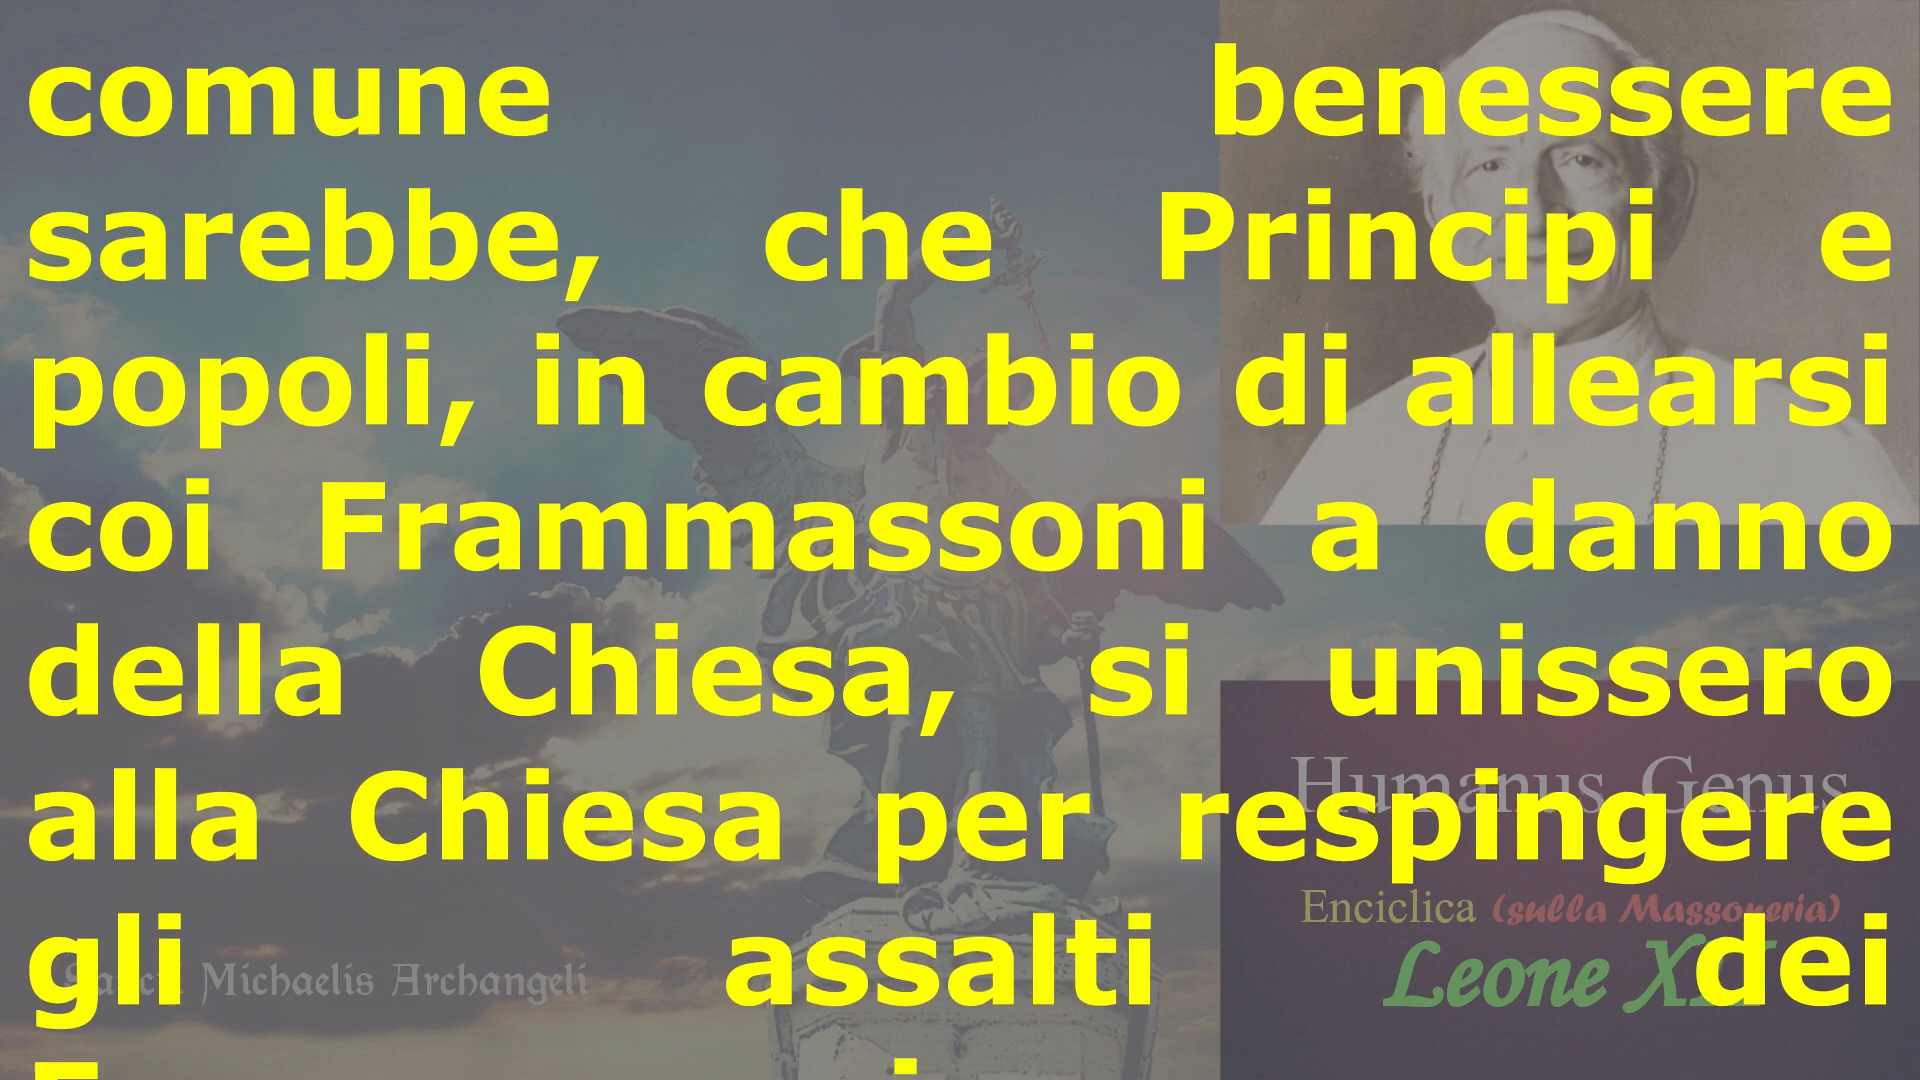 comune benessere
sarebbe, che Principi e
popoli, in cambio di allearsi
coi Frammassoni a danno
della Chiesa, si unissero
alla Chiesa per respingere
gli assalti dei
Humanus Genus
Enciclica (sulla Massoneria)
Leone
Michaelis Archangeli